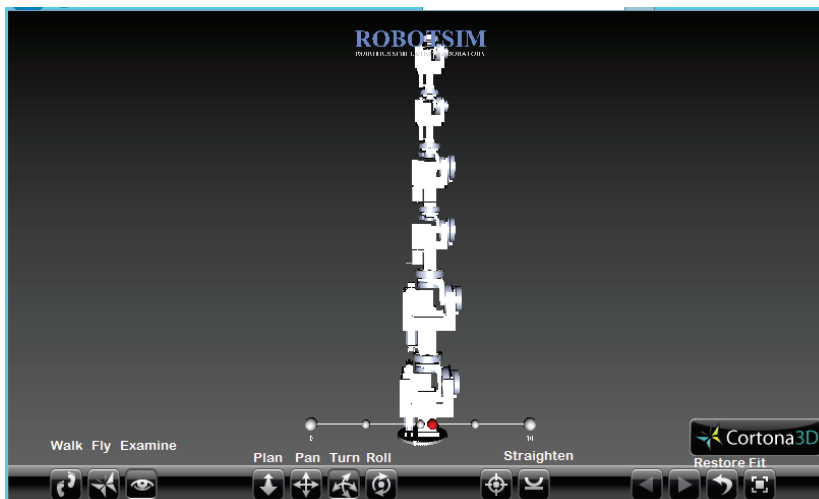 ROBOTSIM
Cortona3D
Walk Fly Examine
Plan Pan Turn Roll
Straighten
Restore Fit